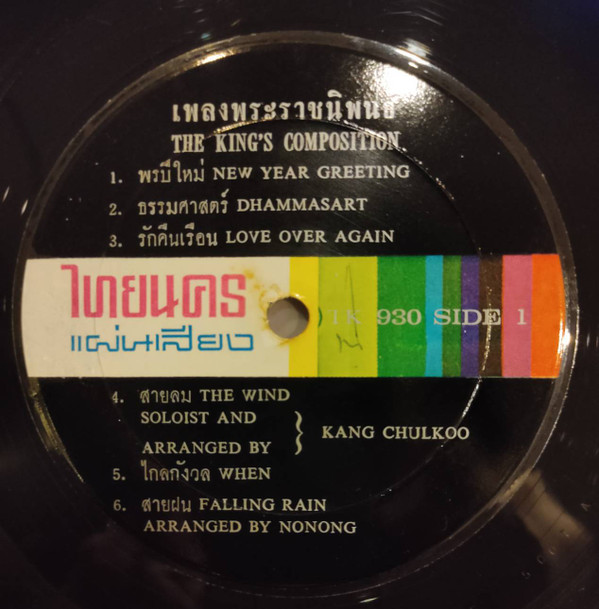 เพลงพระราชนิพนธ์
THE KING'S COMPOSITION
1. พรปีใหม่ NEW YEAR GREETING
2. ธรรมศาสตร์ DHAMMASART
3. รักคืนเรือน LOVE OVER AGAIN
ไทยนคร
แผ่นเสียง
TK 930 SIDE 1
4. สายลม THE WIND
SOLOIST AND
ARRANGED BY } KANG CHULKOO
5. ไกลกังวล WHEN
6. สายฝน FALLING RAIN
ARRANGED BY NONONG